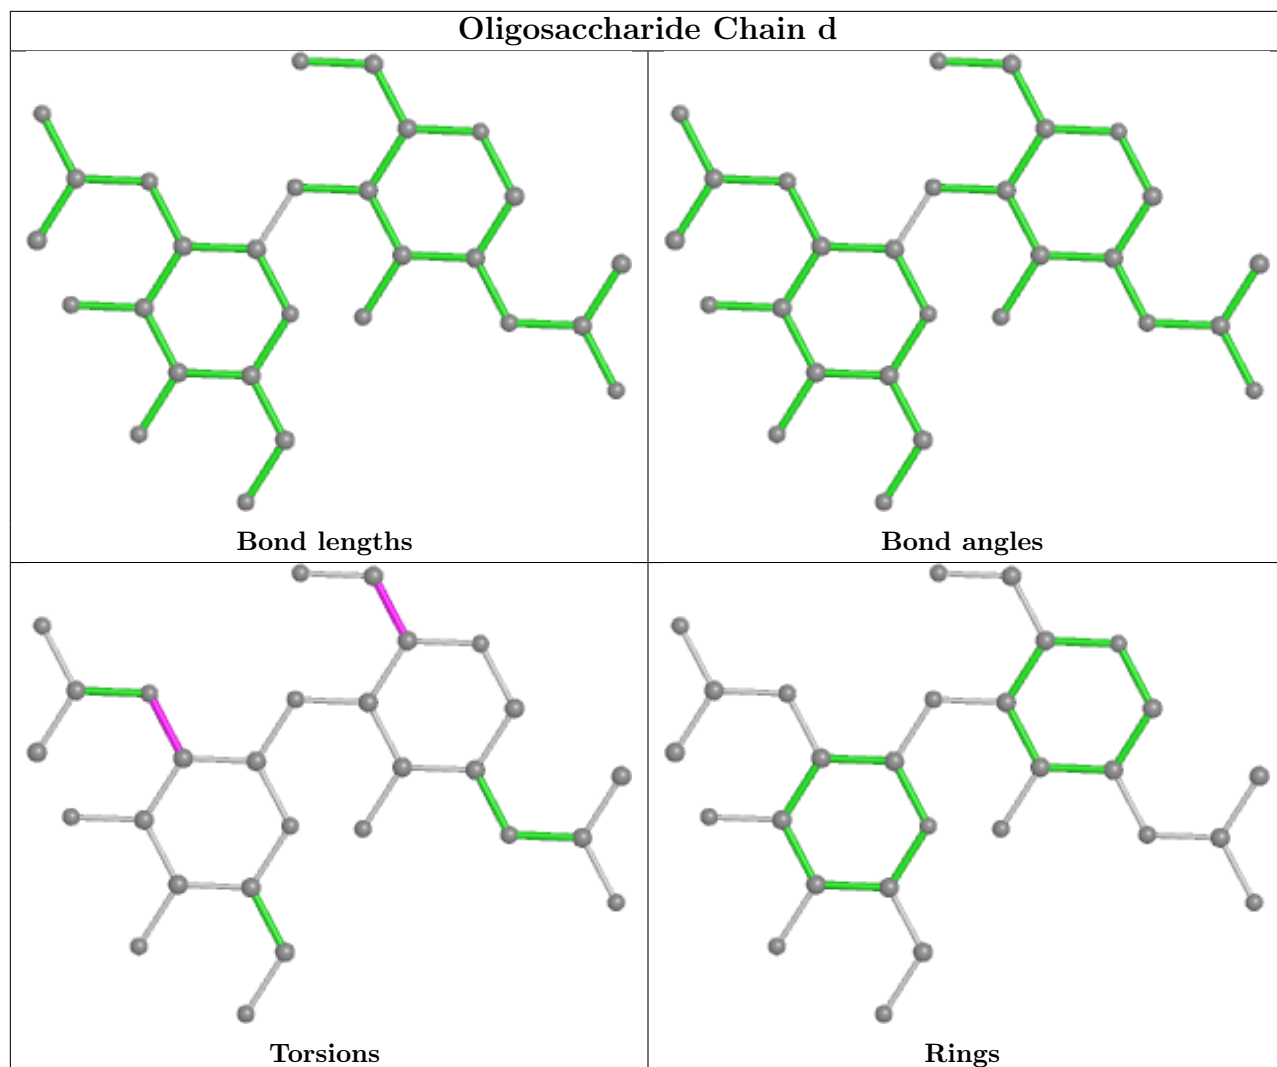 Oligosaccharide Chain d
Bond lengths
Bond angles
Torsions
Rings